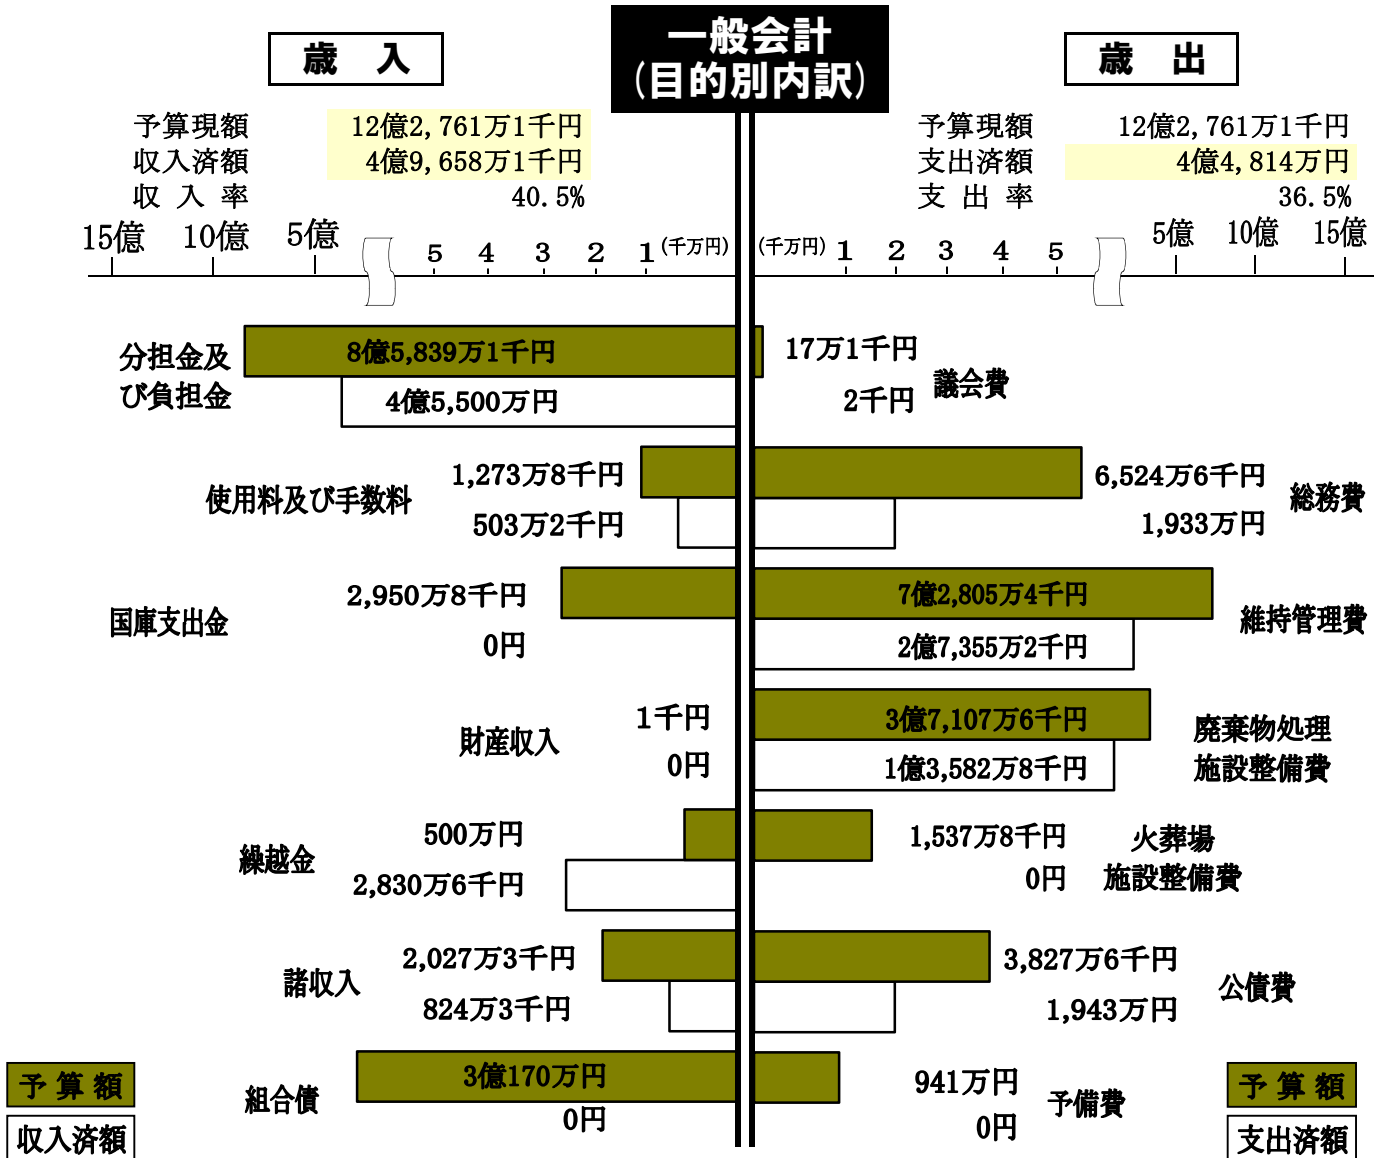 一般会計
(目的別内訳)
歳　入
予算現額 12億2,761万1千円
収入済額 4億9,658万1千円
収 入 率 40.5%
歳　出
予算現額 12億2,761万1千円
支出済額 4億4,814万円
支 出 率 36.5%
15億 10億 5億 5 4 3 2 1 (千万円)
(千万円) 1 2 3 4 5 5億 10億 15億
分担金及
び負担金
8億5,839万1千円
4億5,500万円
17万1千円
2千円
議会費
使用料及び手数料
1,273万8千円
503万2千円
6,524万6千円
1,933万円
総務費
国庫支出金
2,950万8千円
0円
7億2,805万4千円
2億7,355万2千円
維持管理費
財産収入
1千円
0円
3億7,107万6千円
1億3,582万8千円
廃棄物処理
施設整備費
繰越金
500万円
2,830万6千円
1,537万8千円
0円
火葬場
施設整備費
諸収入
2,027万3千円
824万3千円
3,827万6千円
1,943万円
公債費
組合債
3億170万円
0円
941万円
0円
予備費
予 算 額
収入済額
予 算 額
支出済額